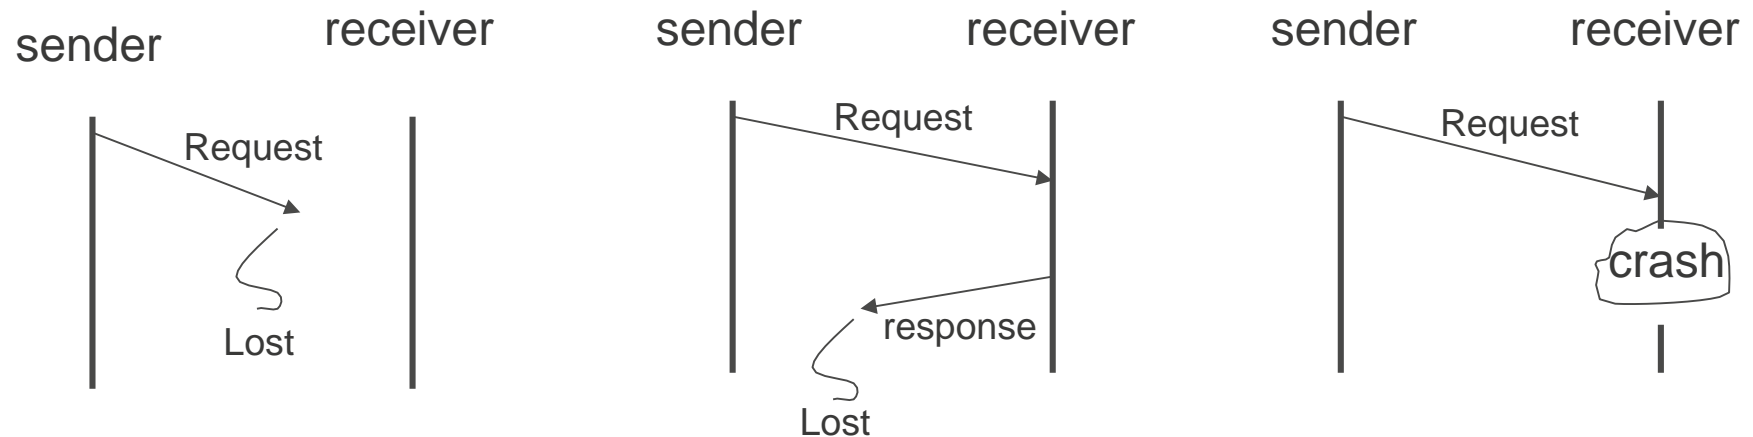 sender
receiver
Request
Lost
sender
receiver
Request
response
Lost
sender
receiver
Request
crash